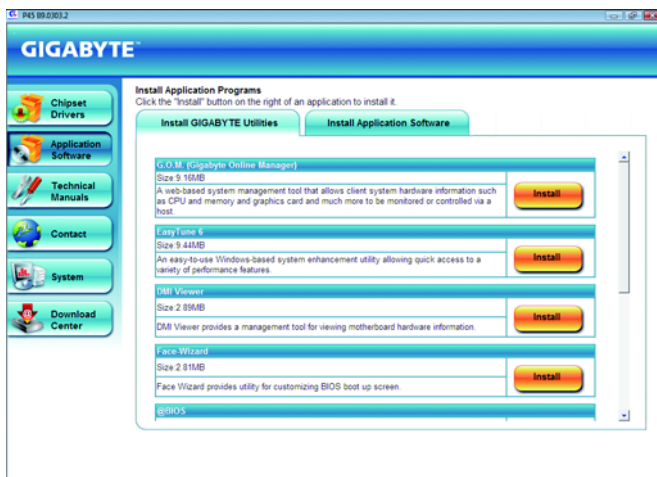 P45 B9.0303.2
GIGABYTE™
Chipset
Drivers
Application
Software
Technical
Manuals
Contact
System
Download
Center
Install Application Programs
Click the "Install" button on the right of an application to install it.
Install GIGABYTE Utilities
Install Application Software
G.O.M. (Gigabyte Online Manager)
Size:9.16MB
A web-based system management tool that allows client system hardware information such
as CPU and memory and graphics card and much more to be monitored or controlled via a
host.
Install
EasyTune 6
Size:9.44MB
An easy-to-use Windows-based system enhancement utility allowing quick access to a
variety of performance features.
Install
DMI Viewer
Size:2.89MB
DMI Viewer provides a management tool for viewing motherboard hardware information.
Install
Face-Wizard
Size:2.81MB
Face Wizard provides utility for customizing BIOS boot up screen.
Install
@BIOS